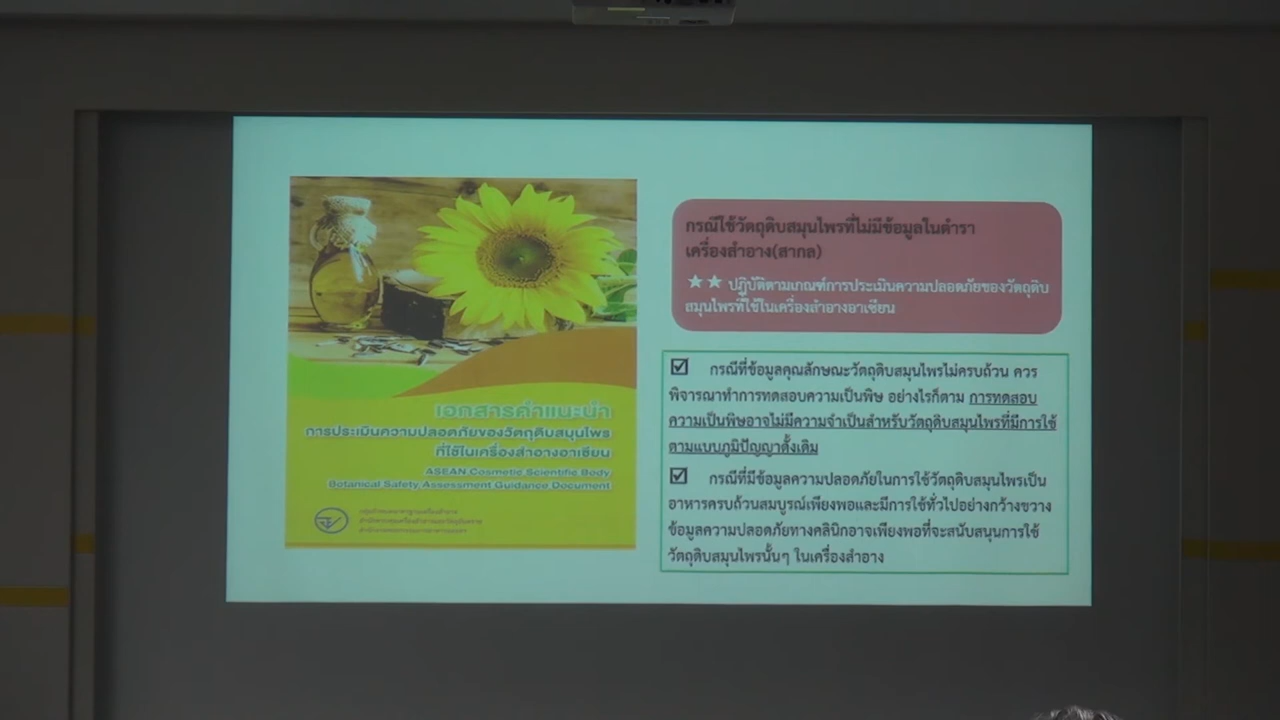 กรณีใช้วัตถุดิบสมุนไพรที่ไม่มีข้อมูลในตำรา
เครื่องสำอาง(สากล)
★★ ปฏิบัติตามเกณฑ์การประเมินความปลอดภัยของวัตถุดิบ
สมุนไพรที่ใช้ในเครื่องสำอางอาเซียน
☑ กรณีที่ข้อมูลคุณลักษณะวัตถุดิบสมุนไพรไม่ครบถ้วน ควร
พิจารณาทำการทดสอบความเป็นพิษ อย่างไรก็ตาม การทดสอบ
ความเป็นพิษอาจไม่มีความจำเป็นสำหรับวัตถุดิบสมุนไพรที่มีการใช้
ตามแบบภูมิปัญญาดั้งเดิม
☑ กรณีที่มีข้อมูลความปลอดภัยในการใช้วัตถุดิบสมุนไพรเป็น
อาหารครบถ้วนสมบูรณ์เพียงพอและมีการใช้ทั่วไปอย่างกว้างขวาง
ข้อมูลความปลอดภัยทางคลินิกอาจเพียงพอที่จะสนับสนุนการใช้
วัตถุดิบสมุนไพรนั้นๆ ในเครื่องสำอาง
เอกสารคำแนะนำ
การประเมินความปลอดภัยของวัตถุดิบสมุนไพร
ที่ใช้ในเครื่องสำอางอาเซียน
ASEAN Cosmetic Scientific Body
Botanical Safety Assessment Guidance Document